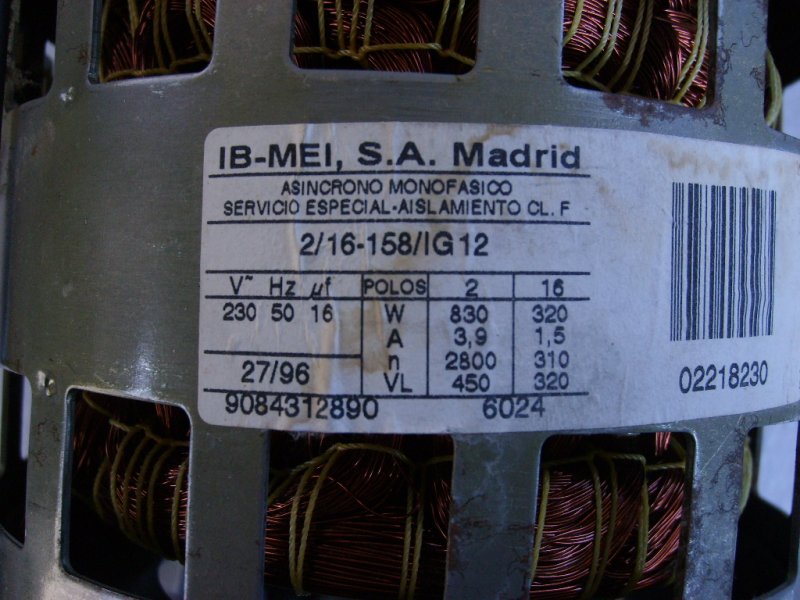 IB-MEI, S.A. Madrid
ASINCRONO MONOFASICO
SERVICIO ESPECIAL-AISLAMIENTO CL. F
2/16-158/IG12
V~ Hz µf POLOS 2 16
230 50 16 W 830 320
A 3,9 1,5
n 2800 310
27/96 VL 450 320
9084312890 6024
02218230